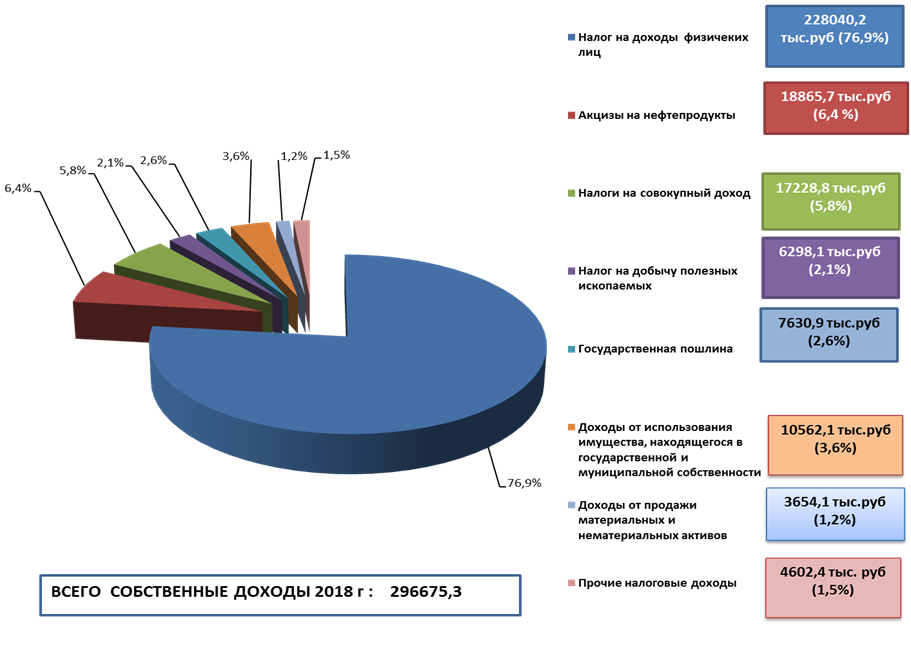 Налог на доходы физичеких
лиц
228040,2
тыс.руб (76,9%)
Акцизы на нефтепродукты
18865,7 тыс.руб
(6,4 %)
Налоги на совокупный доход
17228,8 тыс.руб
(5,8%)
Налог на добычу полезных
ископаемых
6298,1 тыс.руб
(2,1%)
Государственная пошлина
7630,9 тыс.руб
(2,6%)
Доходы от использования
имущества, находящегося в
государственной и
муниципальной собственности
10562,1 тыс.руб
(3,6%)
Доходы от продажи
материальных и
нематериальных активов
3654,1 тыс.руб
(1,2%)
Прочие налоговые доходы
4602,4 тыс. руб
(1,5%)
6,4%
5,8%
2,1%
2,6%
3,6%
1,2%
1,5%
76,9%
ВСЕГО СОБСТВЕННЫЕ ДОХОДЫ 2018 г : 296675,3